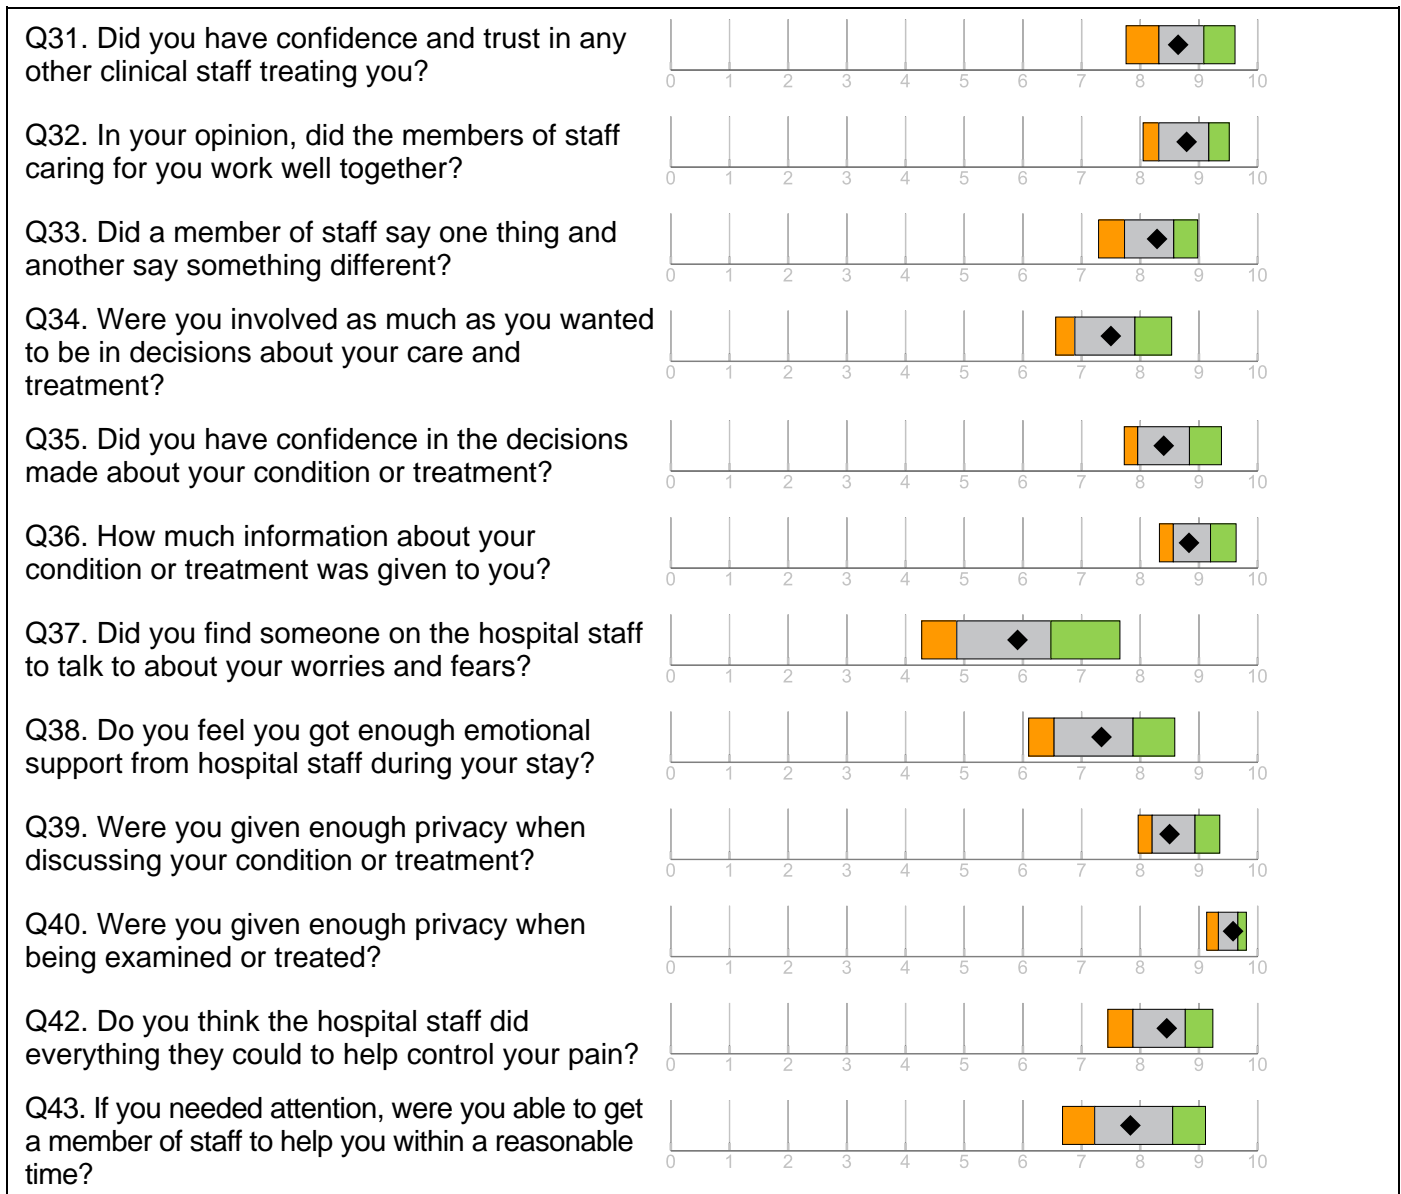 Q31. Did you have confidence and trust in any
other clinical staff treating you?
0 1 2 3 4 5 6 7 8 9 10
Q32. In your opinion, did the members of staff
caring for you work well together?
0 1 2 3 4 5 6 7 8 9 10
Q33. Did a member of staff say one thing and
another say something different?
0 1 2 3 4 5 6 7 8 9 10
Q34. Were you involved as much as you wanted
to be in decisions about your care and
treatment?
0 1 2 3 4 5 6 7 8 9 10
Q35. Did you have confidence in the decisions
made about your condition or treatment?
0 1 2 3 4 5 6 7 8 9 10
Q36. How much information about your
condition or treatment was given to you?
0 1 2 3 4 5 6 7 8 9 10
Q37. Did you find someone on the hospital staff
to talk to about your worries and fears?
0 1 2 3 4 5 6 7 8 9 10
Q38. Do you feel you got enough emotional
support from hospital staff during your stay?
0 1 2 3 4 5 6 7 8 9 10
Q39. Were you given enough privacy when
discussing your condition or treatment?
0 1 2 3 4 5 6 7 8 9 10
Q40. Were you given enough privacy when
being examined or treated?
0 1 2 3 4 5 6 7 8 9 10
Q42. Do you think the hospital staff did
everything they could to help control your pain?
0 1 2 3 4 5 6 7 8 9 10
Q43. If you needed attention, were you able to get
a member of staff to help you within a reasonable
time?
0 1 2 3 4 5 6 7 8 9 10